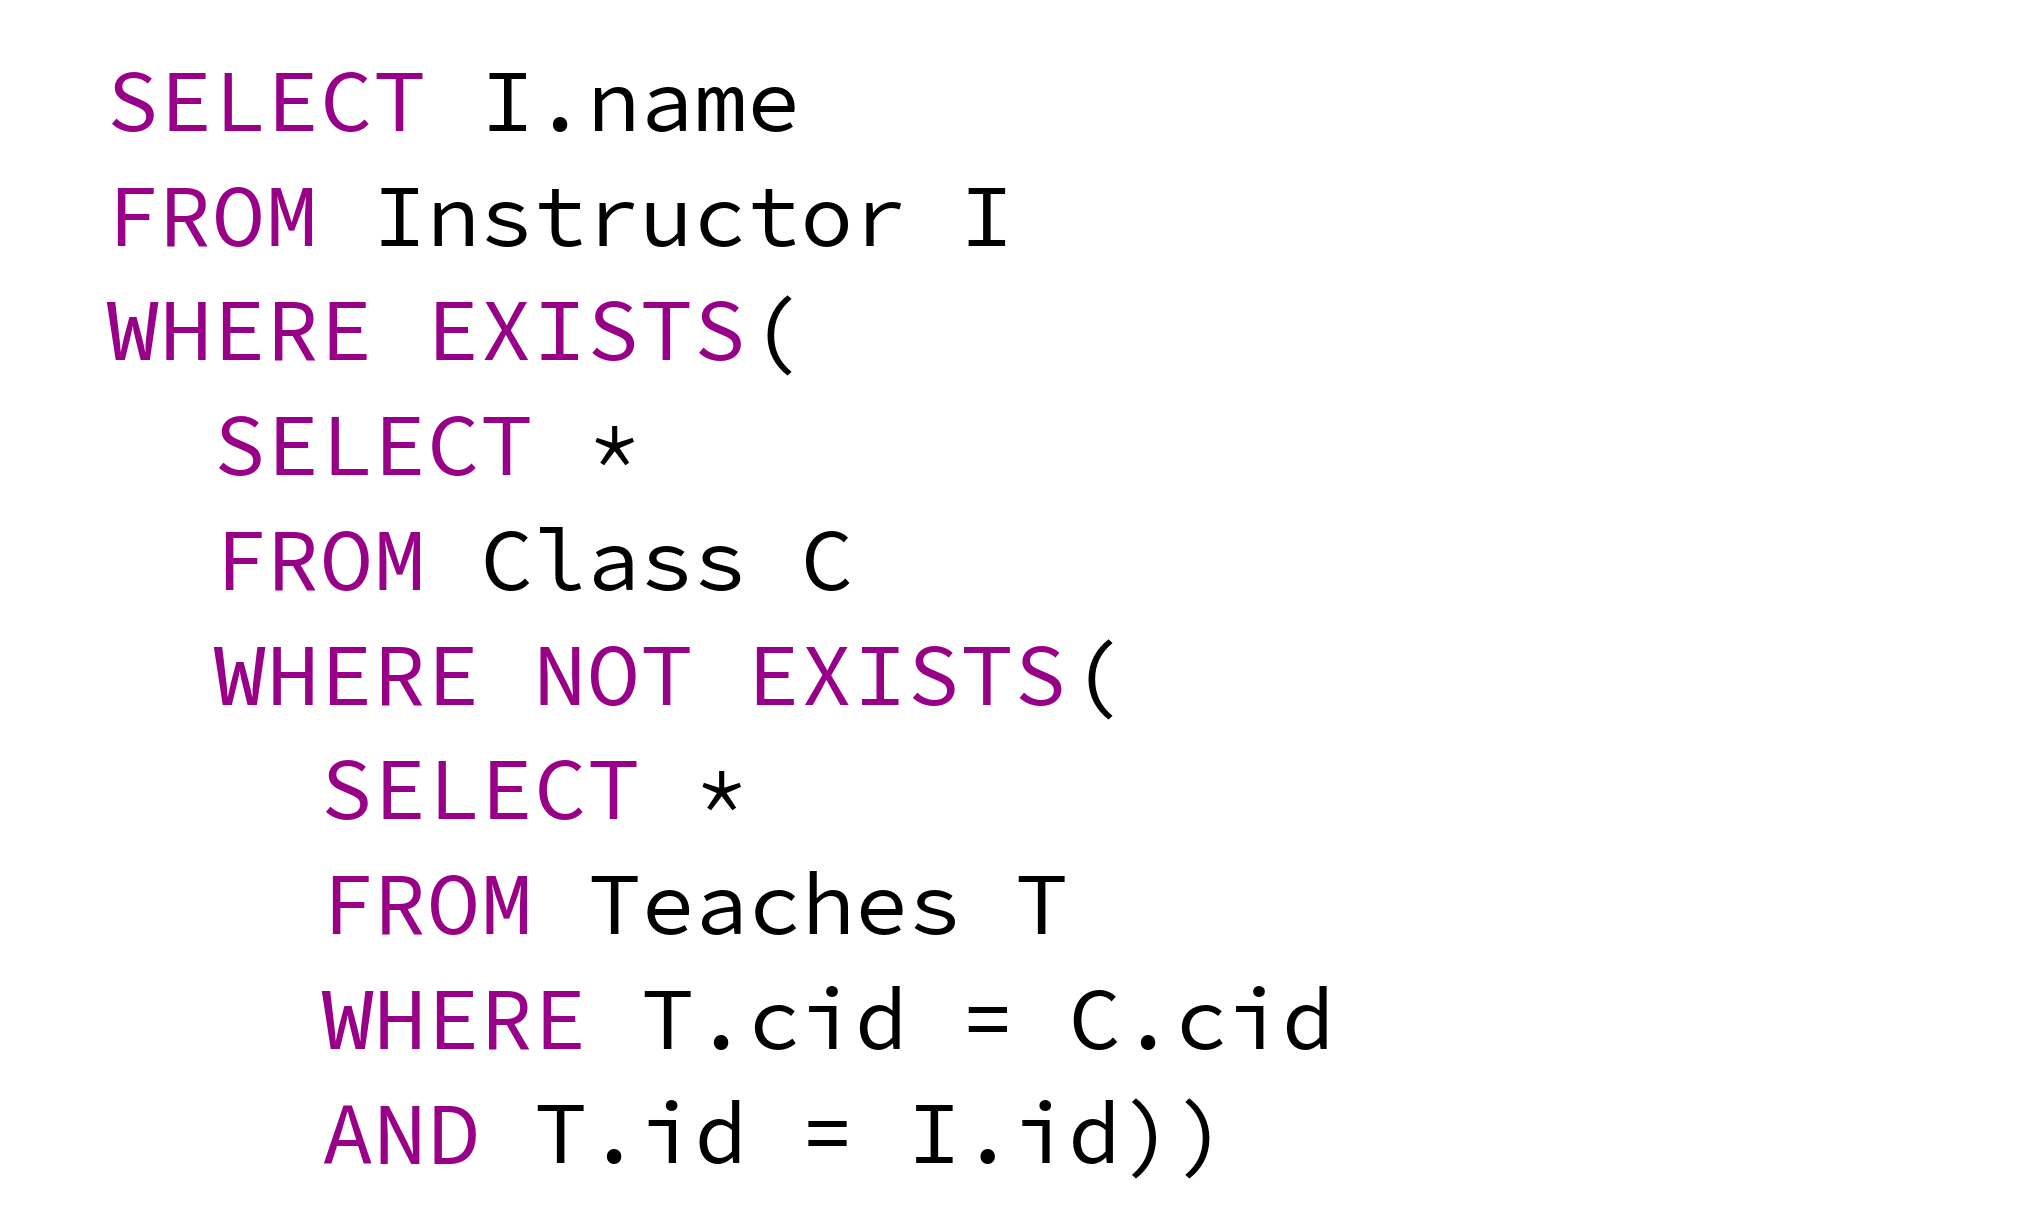 SELECT I.name
FROM Instructor I
WHERE EXISTS(
  SELECT *
  FROM Class C
  WHERE NOT EXISTS(
    SELECT *
    FROM Teaches T
    WHERE T.cid = C.cid
    AND T.id = I.id))